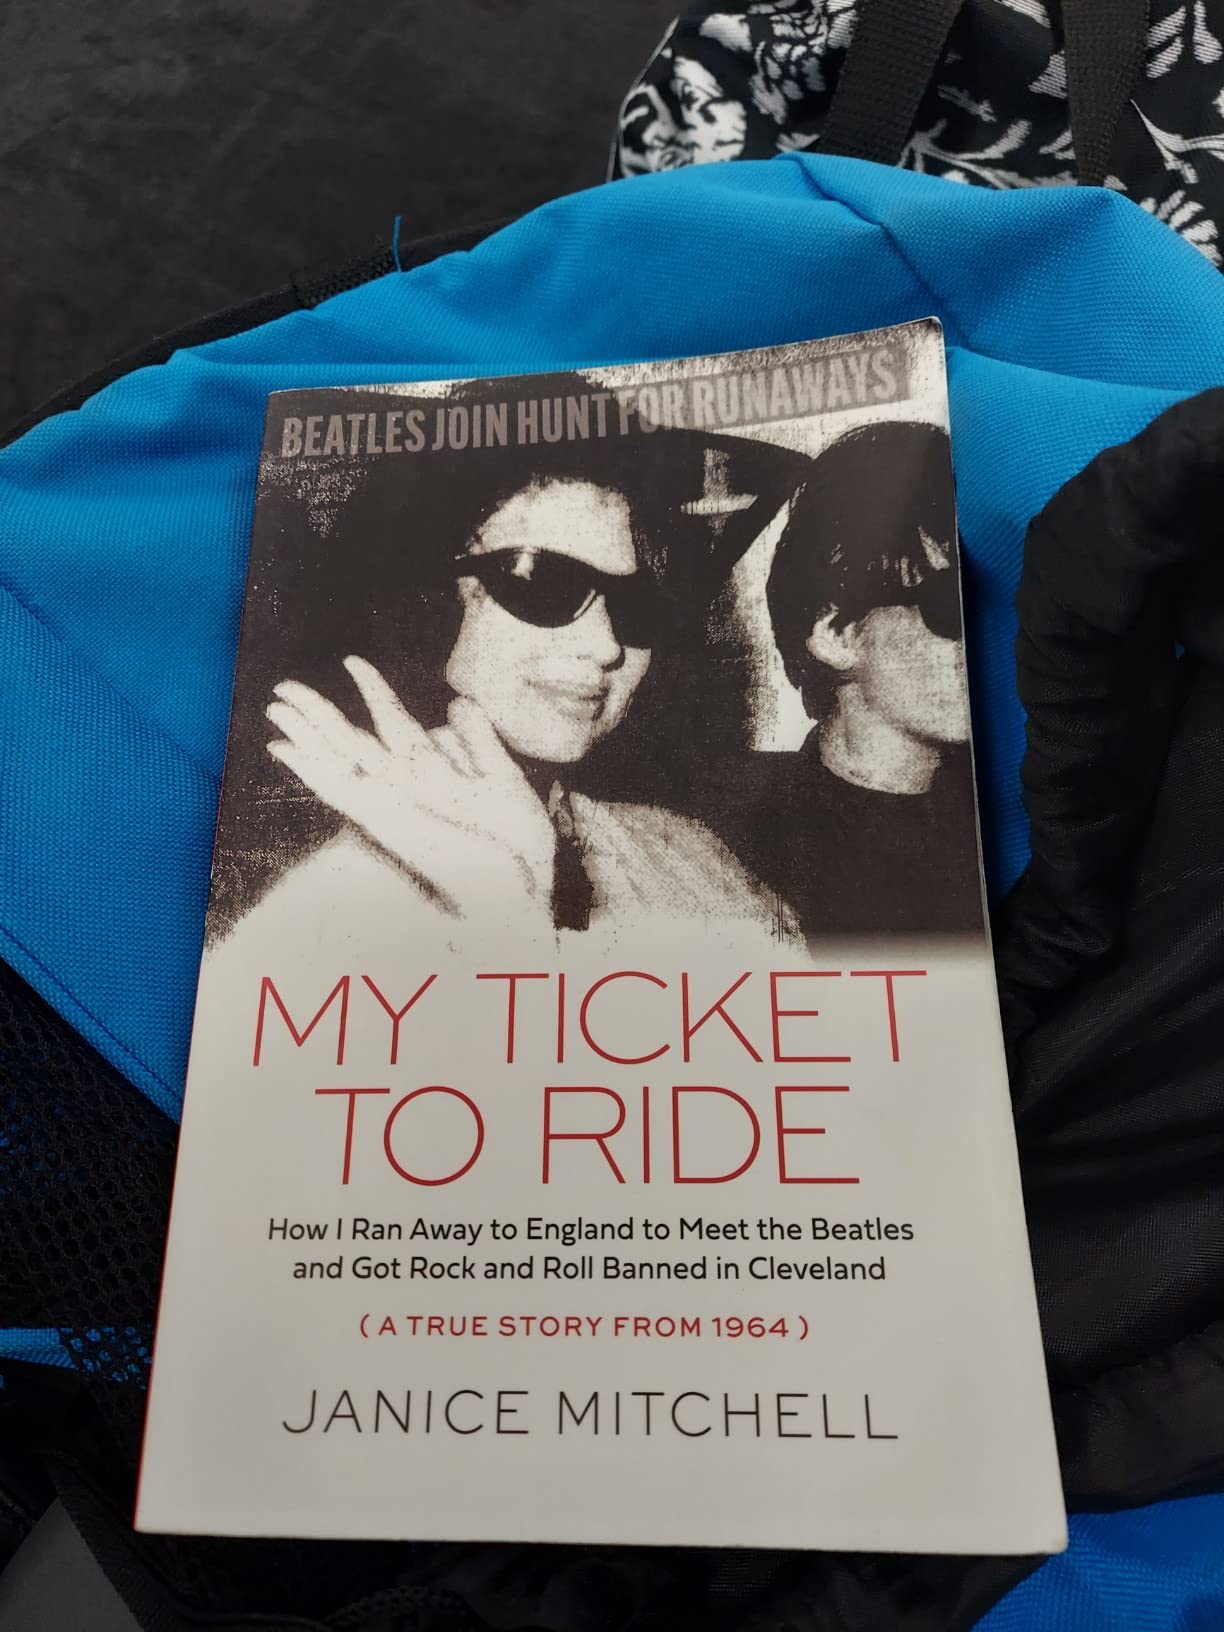 BEATLES JOIN HUNT FOR RUNAWAYS
MY TICKET
TO RIDE
How I Ran Away to England to Meet the Beatles
and Got Rock and Roll Banned in Cleveland
( A TRUE STORY FROM 1964 )
JANICE MITCHELL